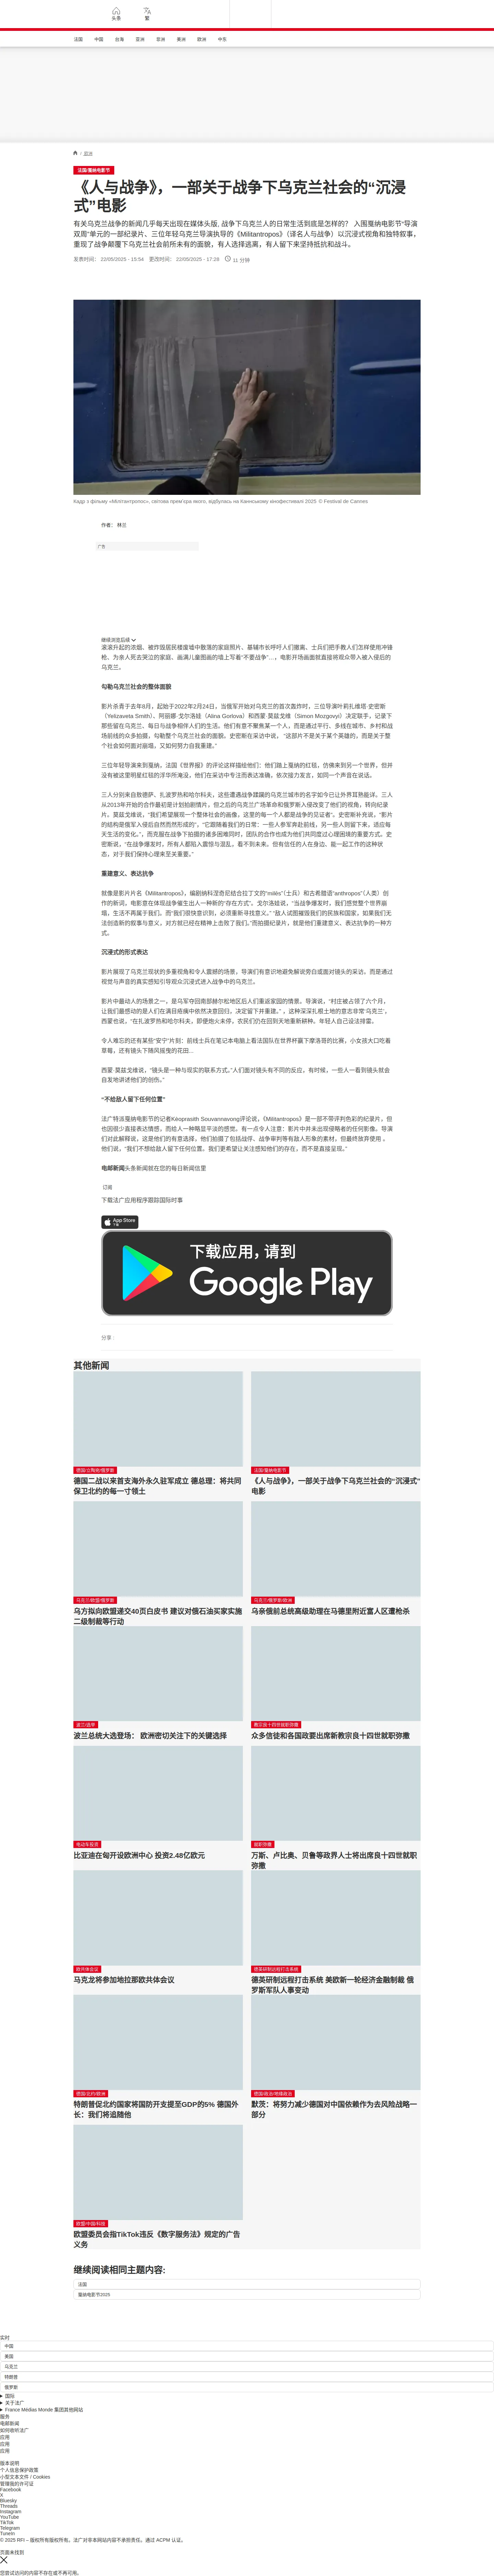 头条
繁
法国
中国
台海
亚洲
非洲
美洲
欧洲
中东
/ 欧洲
法国/戛纳电影节
《人与战争》，一部关于战争下乌克兰社会的“沉浸
式”电影
有关乌克兰战争的新闻几乎每天出现在媒体头版, 战争下乌克兰人的日常生活到底是怎样的？ 入围戛纳电影节“导演
双周”单元的一部纪录片、三位年轻乌克兰导演执导的《Militantropos》（译名人与战争）以沉浸式视角和独特叙事，
重现了战争颠覆下乌克兰社会前所未有的面貌，有人选择逃离，有人留下来坚持抵抗和战斗。
发表时间： 22/05/2025 - 15:54 更改时间： 22/05/2025 - 17:28 11 分钟
Кадр з фільму «Мілітантропос», світова премʼєра якого, відбулась на Каннському кінофестивалі 2025. © Festival de Cannes
作者： 林兰
广告
继续浏览后续
滚滚升起的浓烟、被炸毁居民楼废墟中散落的家庭照片、基辅市长呼吁人们撤离、士兵们把手教人们怎样使用冲锋
枪、为亲人死去哭泣的家庭、画满儿童图画的墙上写着“不要战争”…，电影开场画面就直接将观众带入被入侵后的
乌克兰。
勾勒乌克兰社会的整体面貌
影片杀青于去年8月，起始于2022年2月24日，当俄军开始对乌克兰的首次轰炸时，三位导演叶莉扎维塔·史密斯
（Yelizaveta Smith）、阿丽娜·戈尔洛娃（Alina Gorlova）和西蒙·莫兹戈维（Simon Mozgovyi）决定联手，记录下
那些留在乌克兰、每日与战争相伴人们的生活。他们有意不聚焦某一个人，而是通过平行、多线在城市、乡村和战
场前线的众多拍摄，勾勒整个乌克兰社会的面貌。史密斯在采访中说、 “这部片不是关于某个英雄的，而是关于整
个社会如何面对崩塌，又如何努力自我重建。”
三位年轻导演来到戛纳，法国《世界报》的评论这样描绘他们：他们踏上戛纳的红毯，仿佛来到另一个世界，但并
没有被这里明星红毯的浮华所淹没，他们在采访中专注而表达准确，依次接力发言，如同一个声音在说话。
三人分别来自敖德萨、扎波罗热和哈尔科夫，这些遭遇战争蹂躏的乌克兰城市的名字如今已让外界耳熟能详。三人
从2013年开始的合作最初是计划拍剧情片，但之后乌克兰广场革命和俄罗斯入侵改变了他们的视角，转向纪录
片。莫兹戈维说，“我们希望展现一个整体社会的画像。这里的每一个人都是战争的见证者”。史密斯补充说，“影片
的结构是俄军入侵后自然而然形成的”。“它跟随着我们的日常：一些人参军奔赴前线，另一些人则留下来，适应每
天生活的变化。”，而克服在战争下拍摄的诸多困难同时，团队的合作也成为他们共同度过心理困境的重要方式。史
密斯说，“在战争爆发时，所有人都陷入震惊与混乱，看不到未来。但有信任的人在身边、能一起工作的这种状
态，对于我们保持心理来至关重要。”
重建意义、表达抗争
就像是影片片名《Militantropos》，编剧纳科涅奇尼结合拉丁文的“milēs”（士兵）和古希腊语“anthropos”（人类）创
作的新词，电影意在体现战争催生出人一种新的“存在方式”。戈尔洛娃说，“当战争爆发时，我们感觉整个世界崩
塌，生活不再属于我们。而“我们很快意识到，必须重新寻找意义。” “敌人试图摧毁我们的民族和国家，如果我们无
法创造新的叙事与意义，对方就已经在精神上击败了我们。”而拍摄纪录片，就是他们重建意义、表达抗争的一种方
式。
沉浸式的形式表达
影片展现了乌克兰现状的多重视角和令人震撼的场景，导演们有意识地避免解说旁白或面对镜头的采访，而是通过
视觉与声音的真实感知引导观众沉浸式进入战争中的乌克兰。
影片中最动人的场景之一，是乌军夺回南部赫尔松地区后人们重返家园的情景。导演说，“村庄被占领了六个月，
让我们最感动的是人们在满目疮痍中依然决意回归，决定留下并重建。” ，这种深深扎根土地的意志非常‘乌克兰’，
西蒙也说，“在扎波罗热和哈尔科夫，即便炮火未停，农民们仍在回到天地重新耕种。年轻人自己设法排雷。
令人难忘的还有某些“安宁”片刻：前线士兵在笔记本电脑上看法国队在世界杯赢下摩洛哥的比赛，小女孩大口吃着
草莓，还有镜头下随风摇曳的花田...
西蒙·莫兹戈维说，“镜头是一种与现实的联系方式。”人们面对镜头有不同的反应，有时候，一些人一看到镜头就会
自发地讲述他们的创伤。”
“不给敌人留下任何位置”
法广特派戛纳电影节的记者Kéoprasith Souvannavong评论说，《Militantropos》是一部不带评判色彩的纪录片，但
也因很少直接表达情感，而给人一种略显平淡的感觉。有一点令人注意：影片中并未出现侵略者的任何影像。导演
们对此解释说，这是他们的有意选择，他们拍摄了包括战俘、战争审判等有敌人形象的素材，但最终放弃使用 。
他们说，“我们不想给敌人留下任何位置，我们更希望让关注感知他们的存在，而不是直接呈现。”
电邮新闻头条新闻就在您的每日新闻信里
订阅
下载法广应用程序跟踪国际时事
App Store
下载
下载应用，请到
Google Play
分享 :
其他新闻
德国/立陶宛/俄罗斯
德国二战以来首支海外永久驻军成立 德总理：将共同
保卫北约的每一寸领土
法国/戛纳电影节
《人与战争》，一部关于战争下乌克兰社会的“沉浸式”
电影
乌克兰/欧盟/俄罗斯
乌方拟向欧盟递交40页白皮书 建议对俄石油买家实施
二级制裁等行动
乌克兰/俄罗斯/欧洲
乌亲俄前总统高级助理在马德里附近富人区遭枪杀
波兰/选举
波兰总统大选登场： 欧洲密切关注下的关键选择
教宗良十四世就职弥撒
众多信徒和各国政要出席新教宗良十四世就职弥撒
电动车投资
比亚迪在匈开设欧洲中心 投资2.48亿欧元
就职弥撒
万斯、卢比奥、贝鲁等政界人士将出席良十四世就职
弥撒
欧共体会议
马克龙将参加地拉那欧共体会议
德英研制远程打击系统
德英研制远程打击系统 美欧新一轮经济金融制裁 俄
罗斯军队人事变动
德国/北约/欧洲
特朗普促北约国家将国防开支提至GDP的5% 德国外
长：我们将追随他
德国/政治/地缘政治
默茨：将努力减少德国对中国依赖作为去风险战略一
部分
欧盟/中国/科技
欧盟委员会指TikTok违反《数字服务法》规定的广告
义务
继续阅读相同主题内容:
法国
戛纳电影节2025
实时
中国
美国
乌克兰
特朗普
俄罗斯
国际
关于法广
France Médias Monde 集团其他网站
服务
电邮新闻
如何收听法广
应用
应用
应用
版本说明
个人信息保护政策
小型文本文件 / Cookies
管理我的许可证
Facebook
X
Bluesky
Threads
Instagram
YouTube
TikTok
Telegram
TuneIn
© 2025 RFI – 版权所有版权所有。法广对非本网站内容不承担责任。通过 ACPM 认证。
页面未找到
您尝试访问的内容不存在或不再可用。